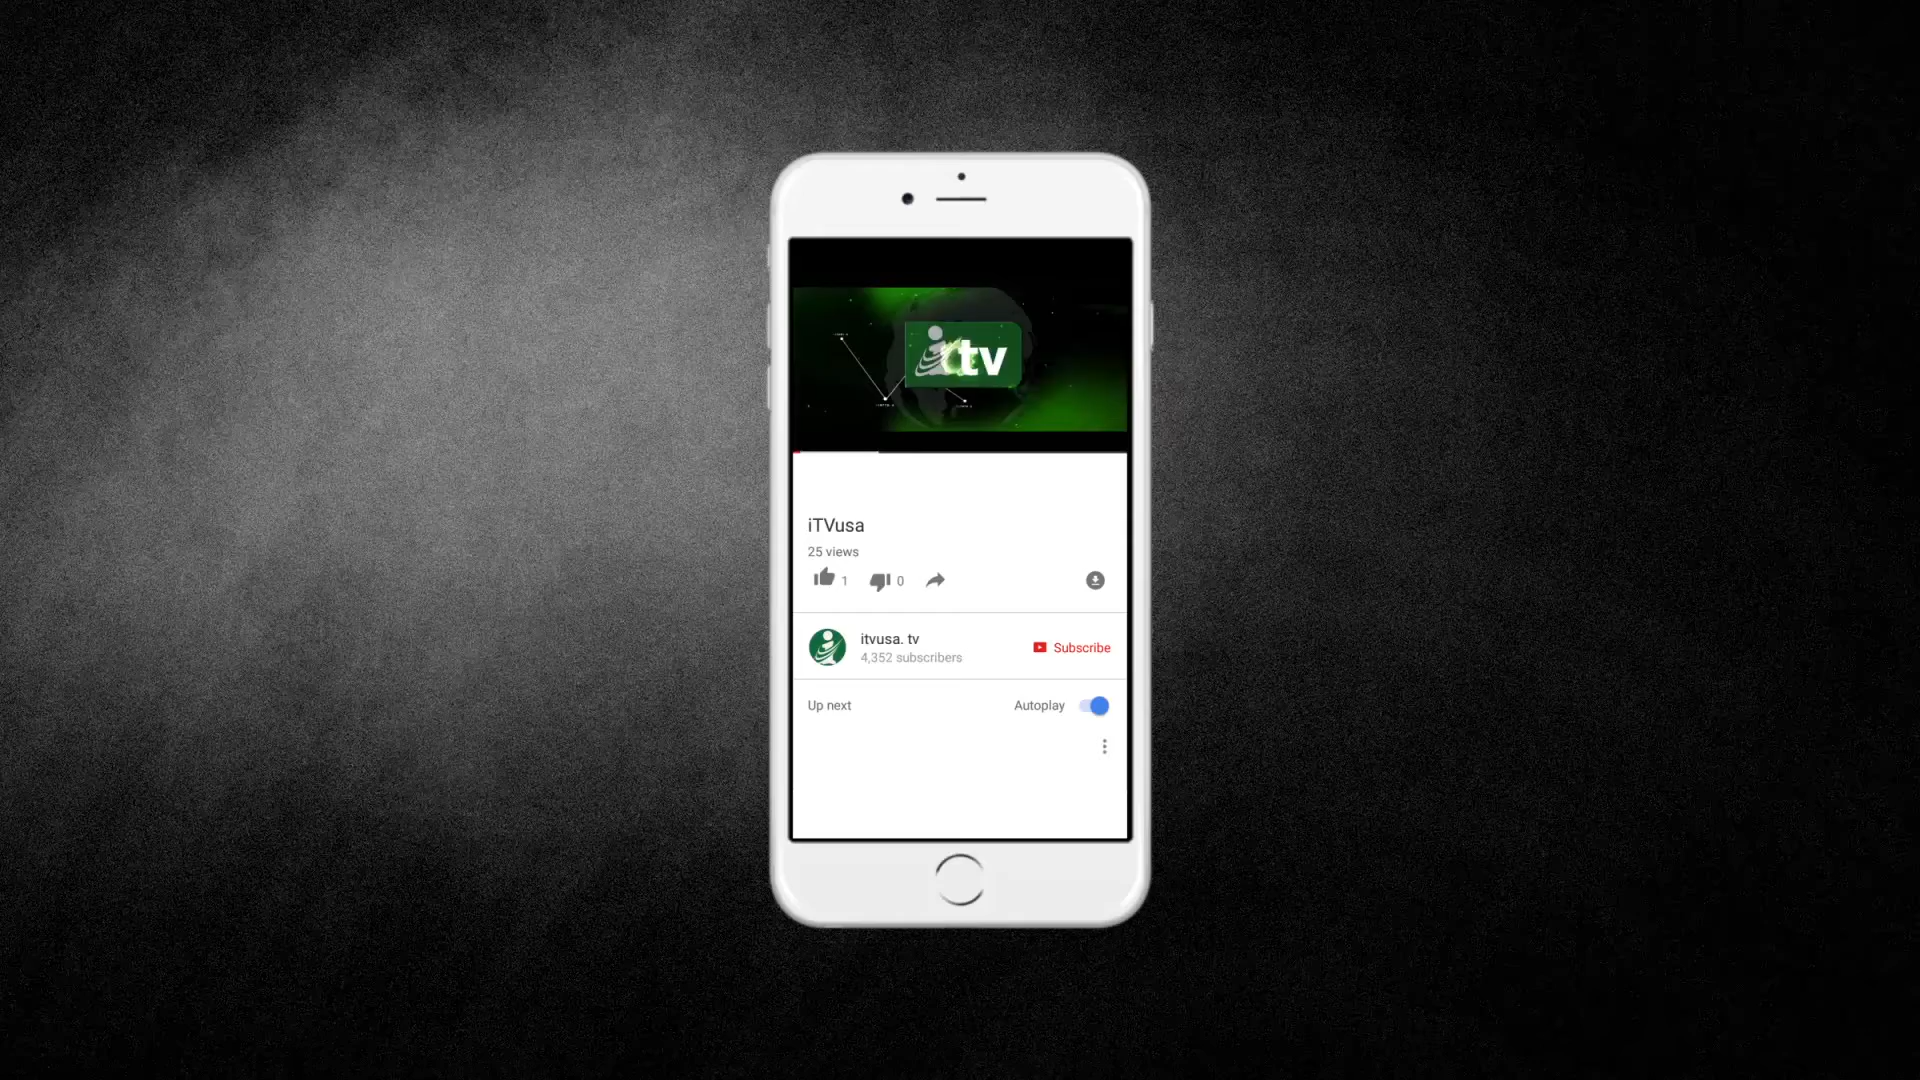 itv
iTVusa
25 views
1 0
itvusa. tv
4,352 subscribers
Subscribe
Up next
Autoplay